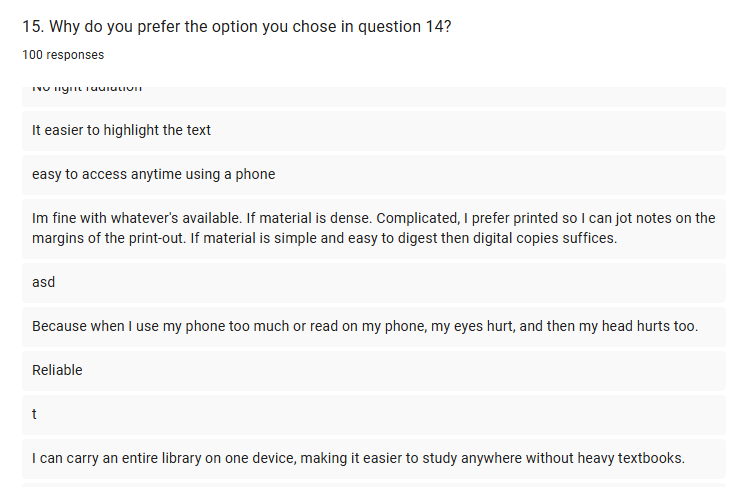 15. Why do you prefer the option you chose in question 14?
100 responses
No light radiation
It easier to highlight the text
easy to access anytime using a phone
Im fine with whatever's available. If material is dense. Complicated, I prefer printed so I can jot notes on the
margins of the print-out. If material is simple and easy to digest then digital copies suffices.
asd
Because when I use my phone too much or read on my phone, my eyes hurt, and then my head hurts too.
Reliable
t
I can carry an entire library on one device, making it easier to study anywhere without heavy textbooks.